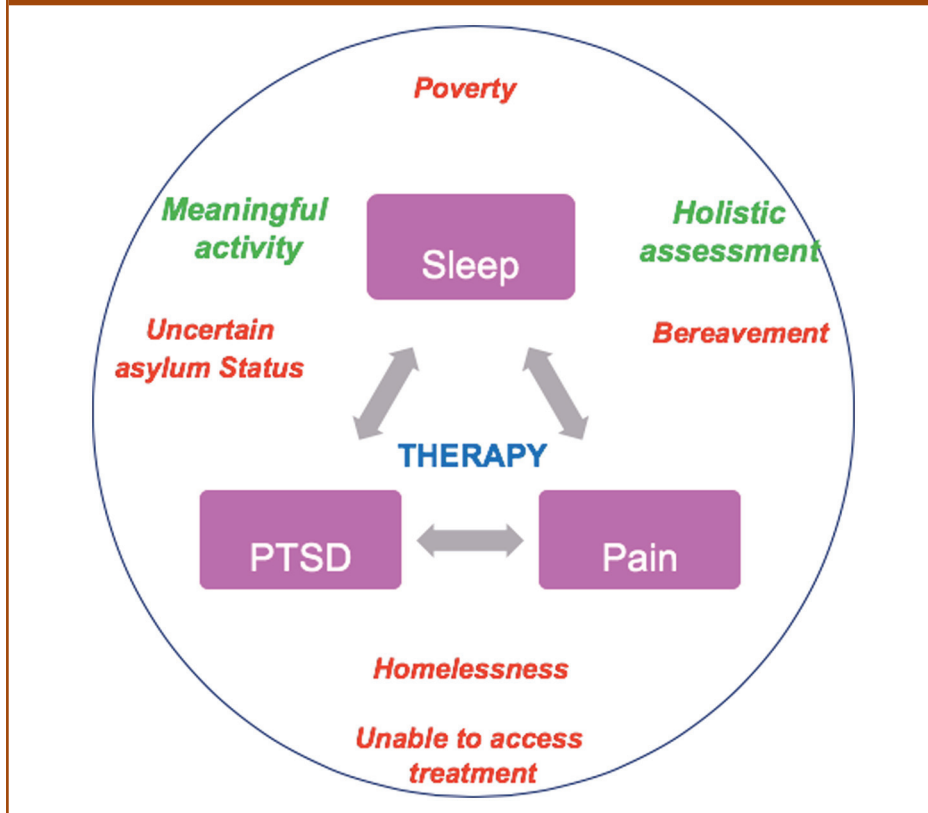 Poverty
Meaningful
activity
Holistic
assessment
Sleep
Uncertain
asylum Status
Bereavement
THERAPY
PTSD
Pain
Homelessness
Unable to access
treatment